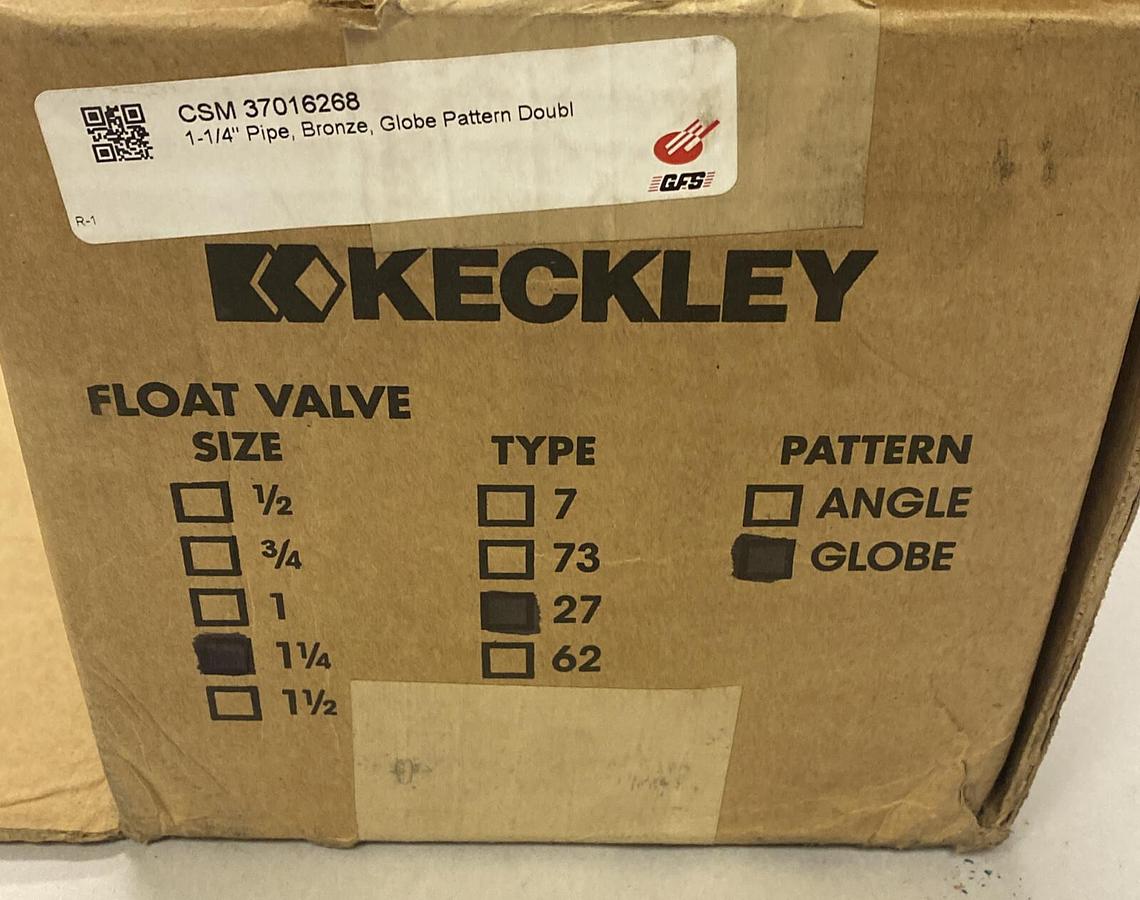 CSM 37016268
1-1/4" Pipe, Bronze, Globe Pattern Doubl
GFS
R-1
KECKLEY
FLOAT VALVE
SIZE TYPE PATTERN
½ 7 ANGLE
¾ 73 GLOBE
1 27
1¼ 62
1½